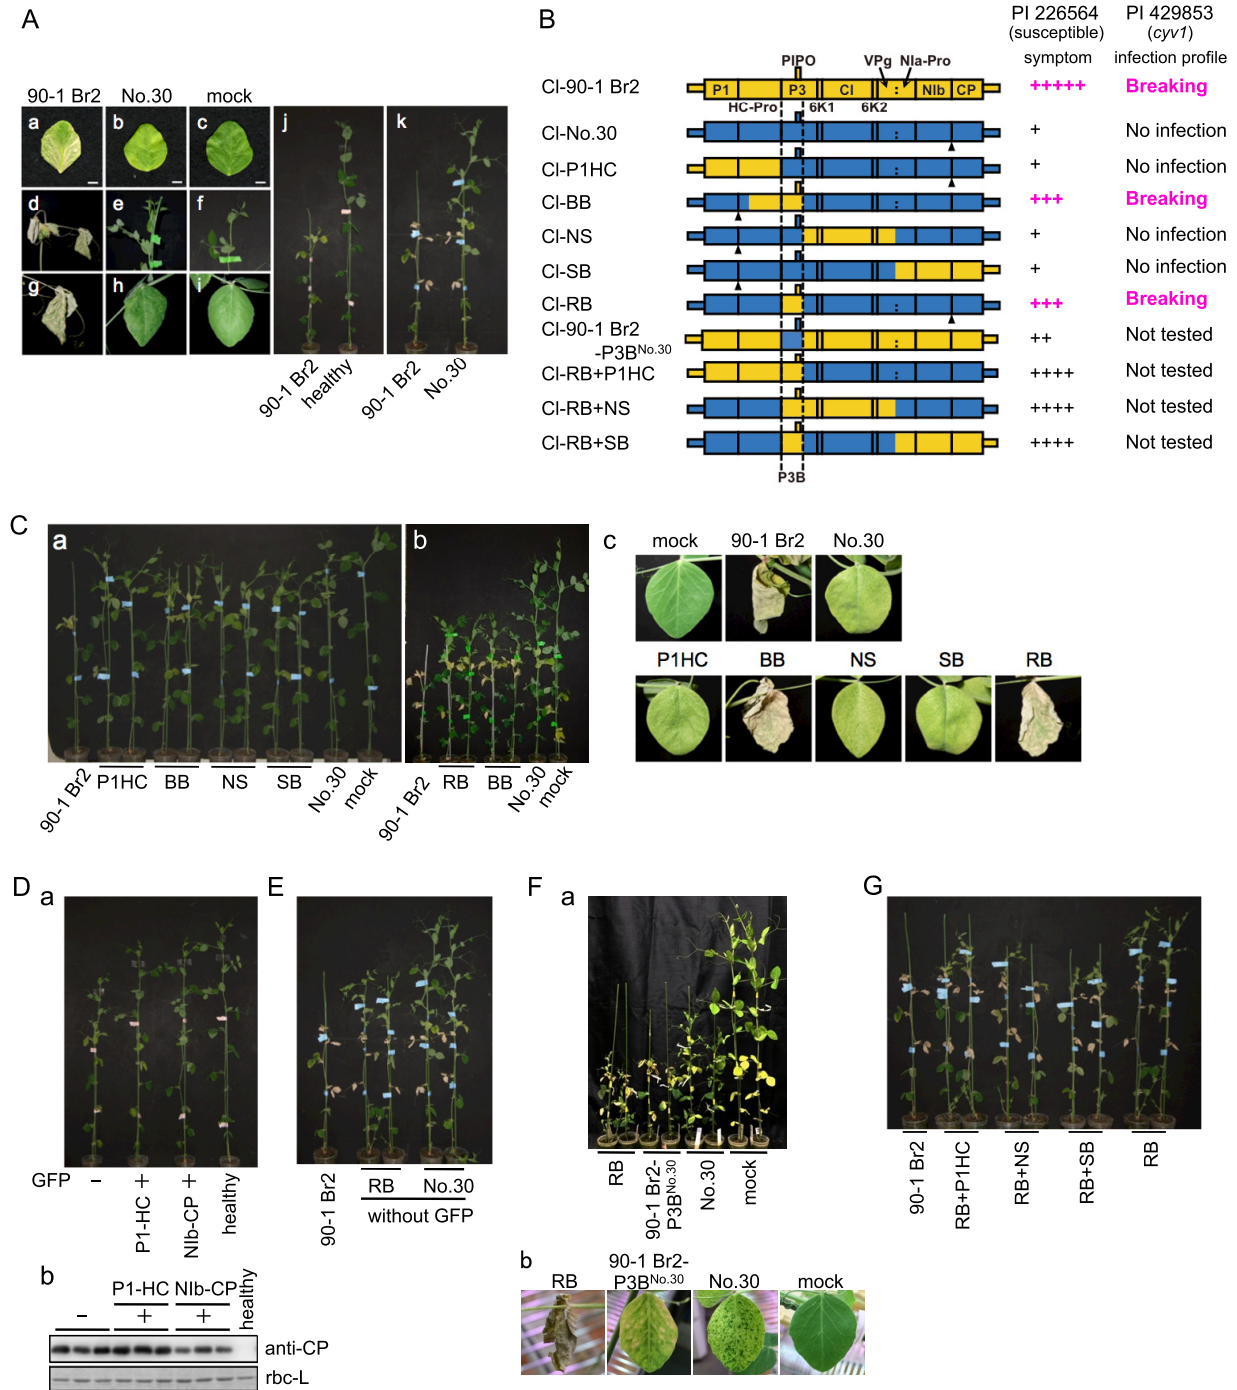 A
90-1 Br2 No.30 mock
a b c j k
d e f
g h i
90-1 Br2
healthy
90-1 Br2
No.30
B
PI 226564 PI 429853
(susceptible) (cyv1)
symptom infection profile
PIPO VPg NIa-Pro
Cl-90-1 Br2 P1 P3 CI : NIb CP +++++ Breaking
HC-Pro 6K1 6K2
Cl-No.30 : + No infection
Cl-P1HC : + No infection
Cl-BB : +++ Breaking
Cl-NS + No infection
Cl-SB + No infection
Cl-RB : +++ Breaking
Cl-90-1 Br2
-P3B No.30 ++ Not tested
Cl-RB+P1HC : ++++ Not tested
Cl-RB+NS ++++ Not tested
Cl-RB+SB ++++ Not tested
P3B
C
a b
90-1 Br2 P1HC BB NS SB No.30 mock
90-1 Br2 RB BB No.30 mock
c
mock 90-1 Br2 No.30
P1HC BB NS SB RB
D
a
GFP − + + healthy
P1-HC NIb-CP
b
P1-HC NIb-CP healthy
− + +
anti-CP
rbc-L
E
90-1 Br2 RB No.30
without GFP
F
a
RB 90-1 Br2-P3B No.30 No.30 mock
b
90-1 Br2-
RB P3B No.30 No.30 mock
G
90-1 Br2 RB+P1HC RB+NS RB+SB RB